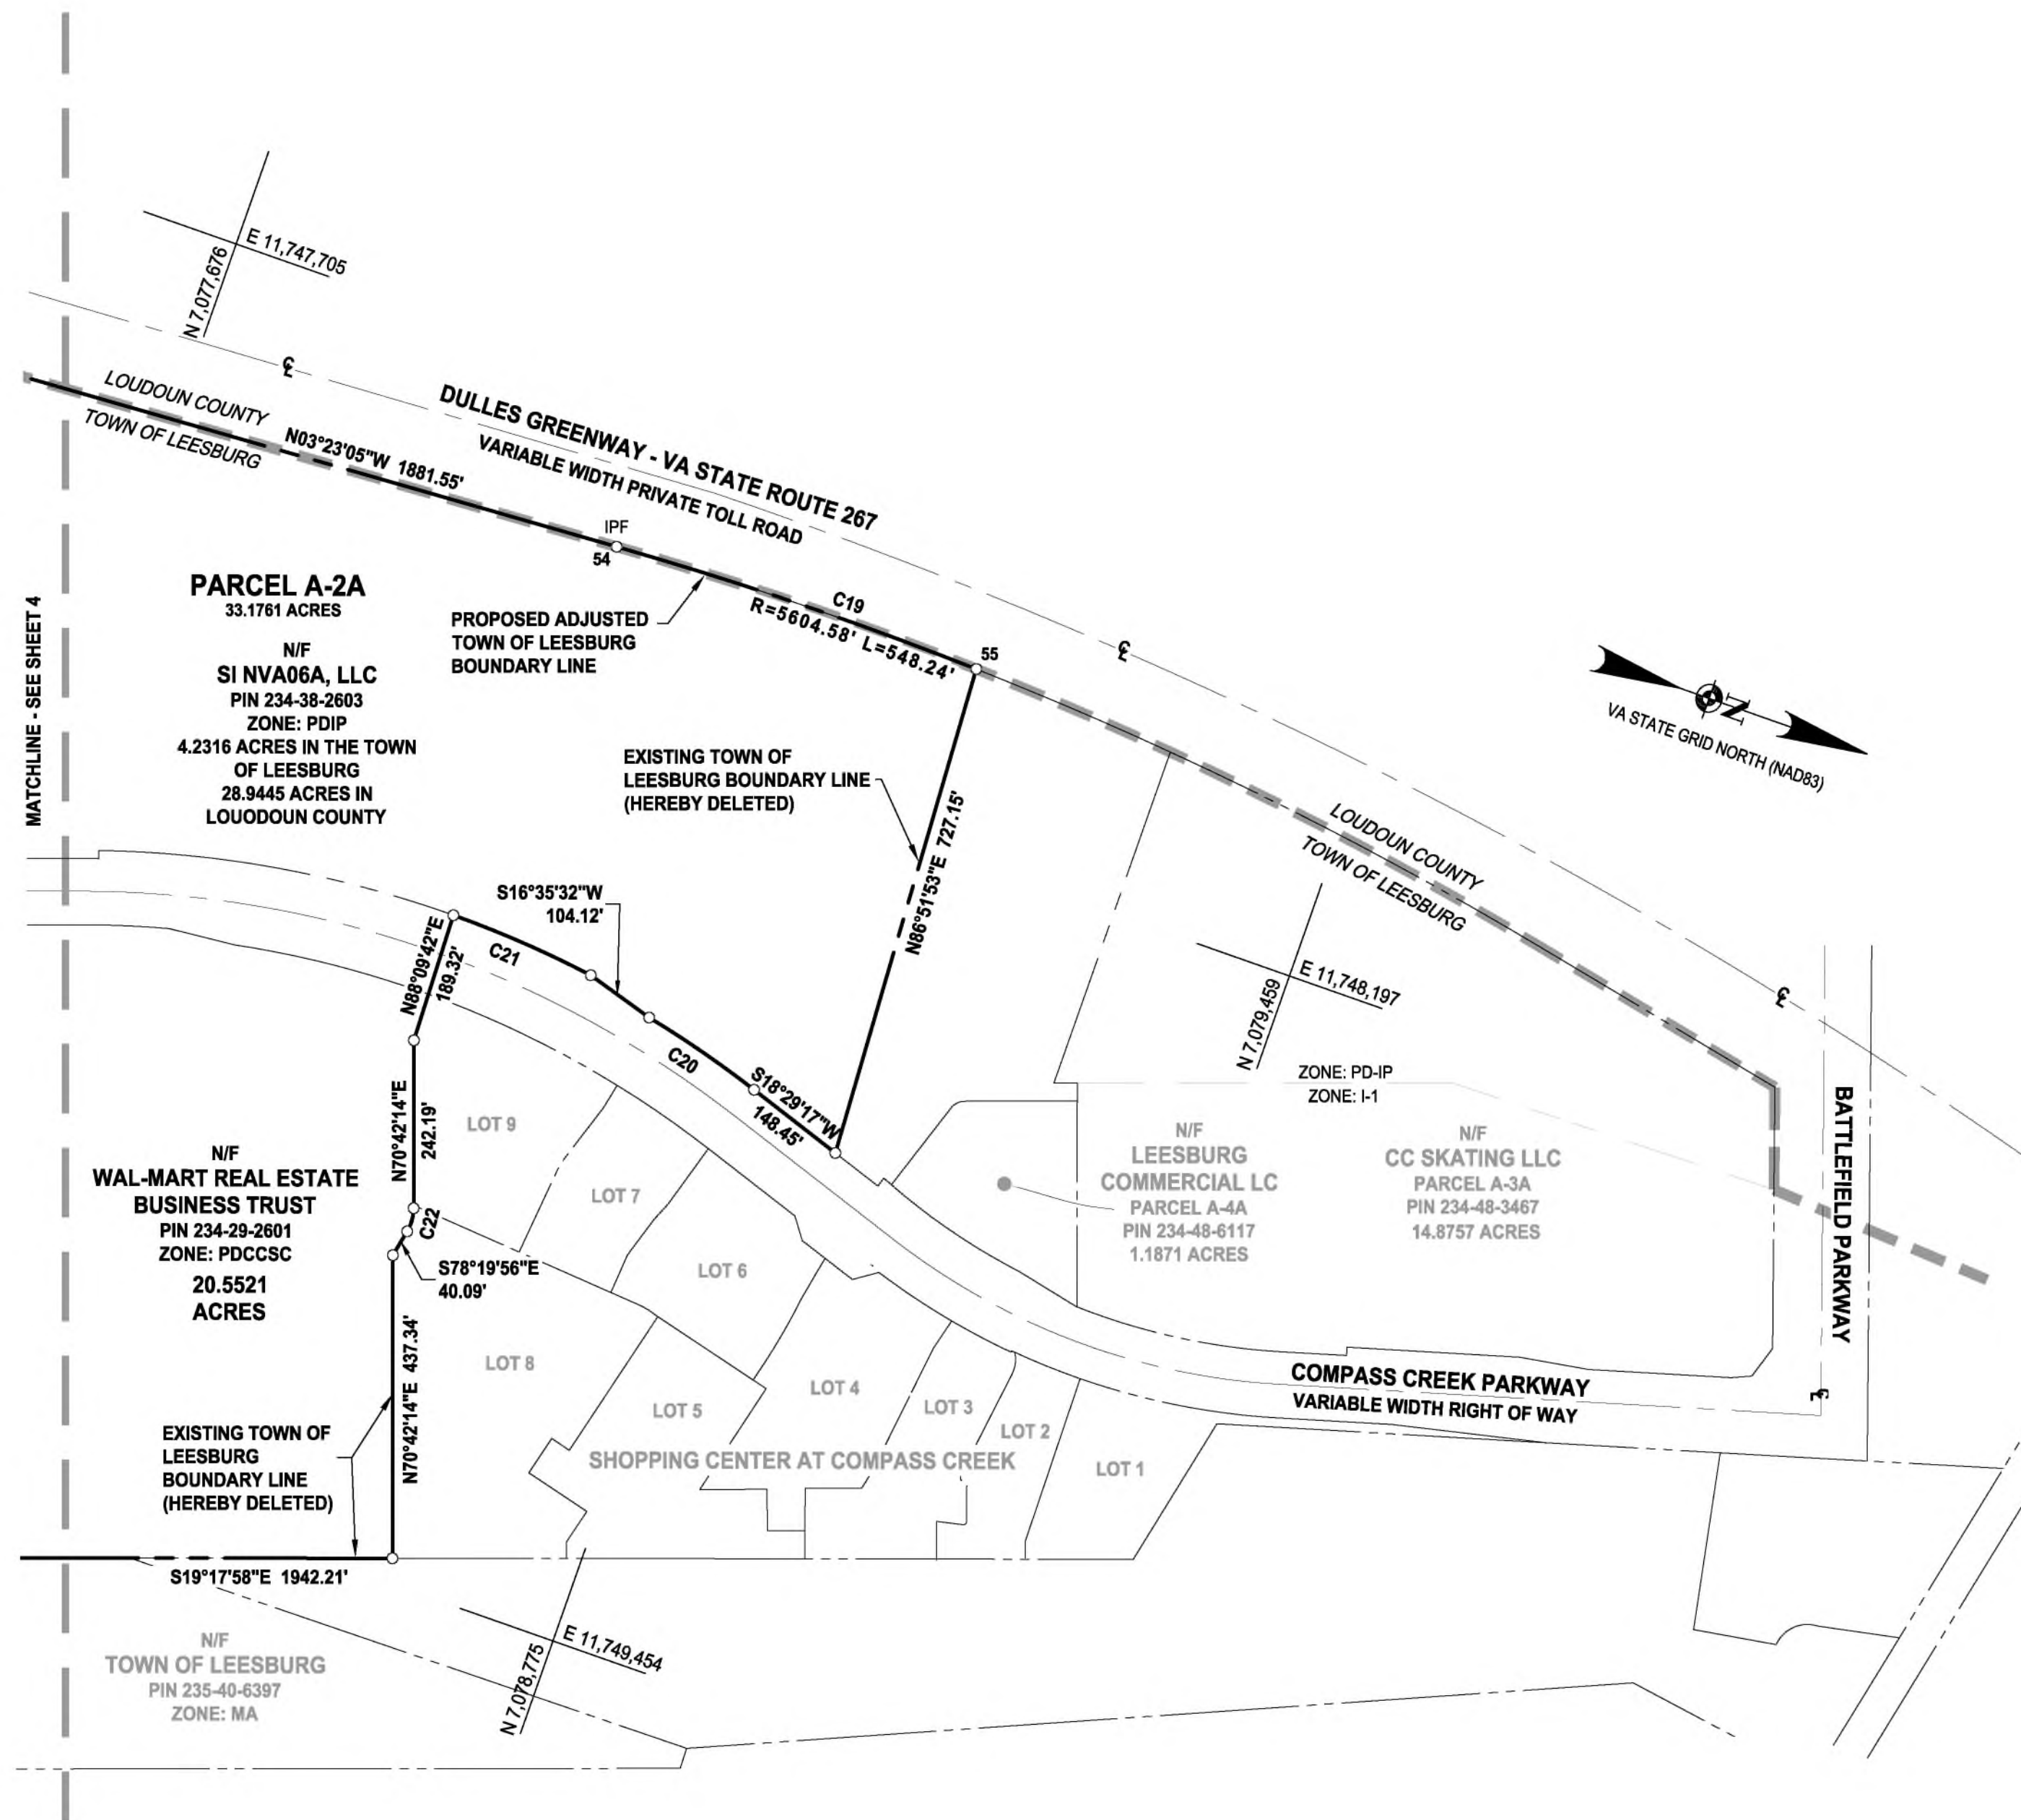 E 11,747,705
N 7,077,676
℄
LOUDOUN COUNTY
TOWN OF LEESBURG
N03°23'05"W 1881.55'
DULLES GREENWAY - VA STATE ROUTE 267
VARIABLE WIDTH PRIVATE TOLL ROAD
IPF
54
C19
R=5604.58' L=548.24'
55
℄
PROPOSED ADJUSTED
TOWN OF LEESBURG
BOUNDARY LINE
PARCEL A-2A
33.1761 ACRES
N/F
SI NVA06A, LLC
PIN 234-38-2603
ZONE: PDIP
4.2316 ACRES IN THE TOWN
OF LEESBURG
28.9445 ACRES IN
LOUODOUN COUNTY
MATCHLINE - SEE SHEET 4
EXISTING TOWN OF
LEESBURG BOUNDARY LINE
(HEREBY DELETED)
N86°51'53"E 727.15'
N
VA STATE GRID NORTH (NAD83)
LOUDOUN COUNTY
TOWN OF LEESBURG
E 11,748,197
N 7,079,459
℄
S16°35'32"W
104.12'
C21
N88°09'42"E
189.32'
C20
S18°29'17"W
148.45'
N70°42'14"E
242.19'
ZONE: PD-IP
ZONE: I-1
BATTLEFIELD PARKWAY
N/F
LEESBURG
COMMERCIAL LC
PARCEL A-4A
PIN 234-48-6117
1.1871 ACRES
N/F
CC SKATING LLC
PARCEL A-3A
PIN 234-48-3467
14.8757 ACRES
N/F
WAL-MART REAL ESTATE
BUSINESS TRUST
PIN 234-29-2601
ZONE: PDCCSC
20.5521
ACRES
C22
S78°19'56"E
40.09'
N70°42'14"E 437.34'
LOT 9
LOT 7
LOT 6
LOT 8
LOT 5
LOT 4
LOT 3
LOT 2
LOT 1
SHOPPING CENTER AT COMPASS CREEK
COMPASS CREEK PARKWAY
VARIABLE WIDTH RIGHT OF WAY
℄
EXISTING TOWN OF
LEESBURG
BOUNDARY LINE
(HEREBY DELETED)
S19°17'58"E 1942.21'
N/F
TOWN OF LEESBURG
PIN 235-40-6397
ZONE: MA
E 11,749,454
N 7,078,775